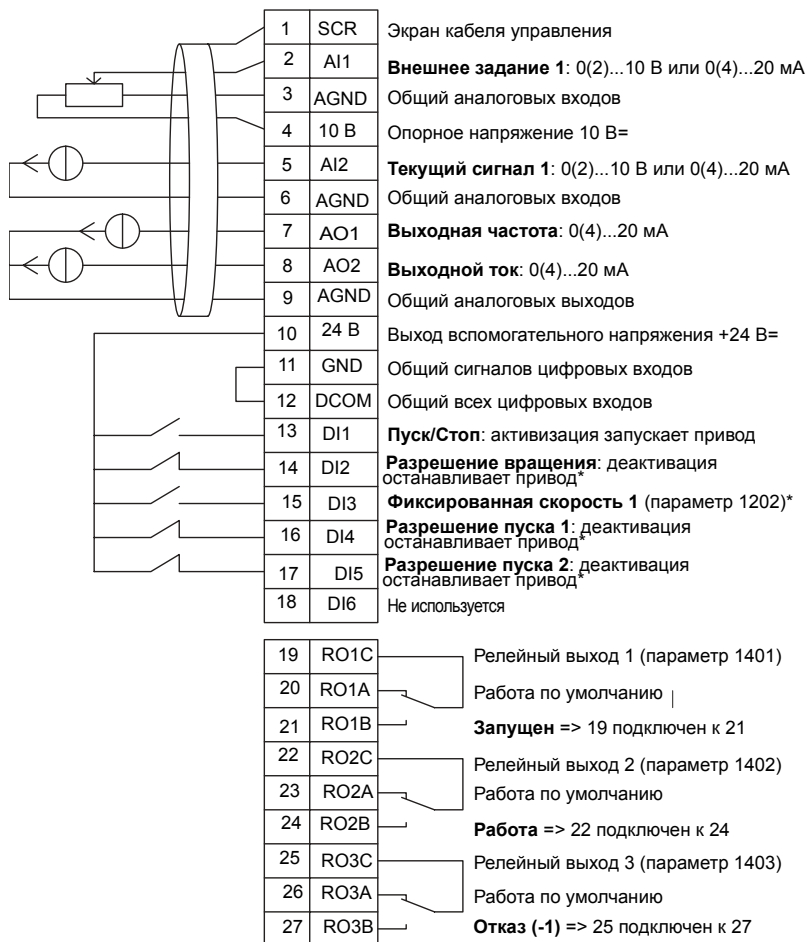 1 SCR Экран кабеля управления
2 AI1 Внешнее задание 1: 0(2)...10 В или 0(4)...20 мА
3 AGND Общий аналоговых входов
4 10 В Опорное напряжение 10 В=
5 AI2 Текущий сигнал 1: 0(2)...10 В или 0(4)...20 мА
6 AGND Общий аналоговых входов
7 AO1 Выходная частота: 0(4)...20 мА
8 AO2 Выходной ток: 0(4)...20 мА
9 AGND Общий аналоговых выходов
10 24 В Выход вспомогательного напряжения +24 В=
11 GND Общий сигналов цифровых входов
12 DCOM Общий всех цифровых входов
13 DI1 Пуск/Стоп: активизация запускает привод
14 DI2 Разрешение вращения: деактивация
останавливает привод*
15 DI3 Фиксированная скорость 1 (параметр 1202)*
16 DI4 Разрешение пуска 1: деактивация
останавливает привод*
17 DI5 Разрешение пуска 2: деактивация
останавливает привод*
18 DI6 Не используется
19 RO1C Релейный выход 1 (параметр 1401)
20 RO1A Работа по умолчанию
21 RO1B Запущен => 19 подключен к 21
22 RO2C Релейный выход 2 (параметр 1402)
23 RO2A Работа по умолчанию
24 RO2B Работа => 22 подключен к 24
25 RO3C Релейный выход 3 (параметр 1403)
26 RO3A Работа по умолчанию
27 RO3B Отказ (-1) => 25 подключен к 27